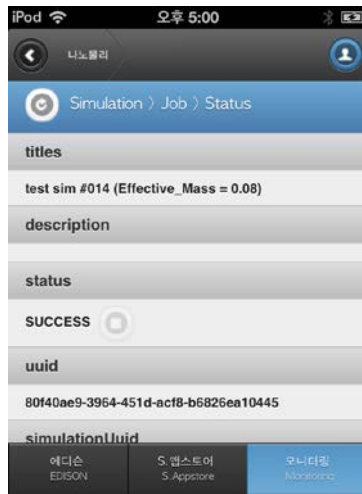 iPod 오후 5:00
나노물리
Simulation 〉 Job 〉 Status
titles
test sim #014 (Effective_Mass = 0.08)
description
status
SUCCESS
uuid
80f40ae9-3964-451d-acf8-b6826ea10445
simulationUuid
에디슨 S.앱스토어 모니터링
EDISON S.Appstore Monitoring